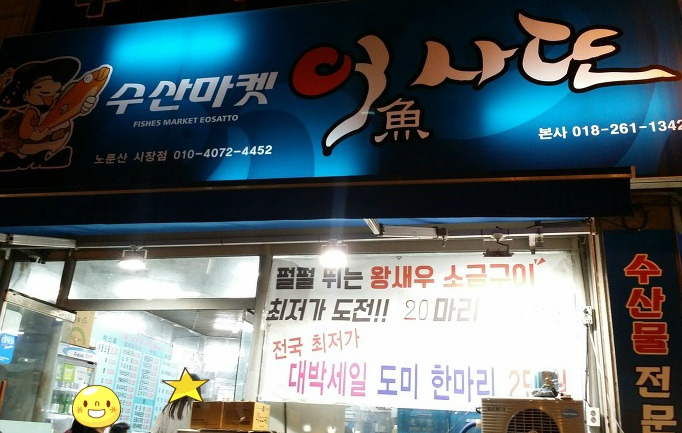 수산마켓 어사또
魚
FISHES MARKET EOSATTO
노룬산 시장점 010-4072-4452
본사 018-261-1342
펄펄 뛰는 왕새우 소금구이
최저가 도전!! 20마리
전국 최저가
대박세일 도미 한마리
수산물 전문